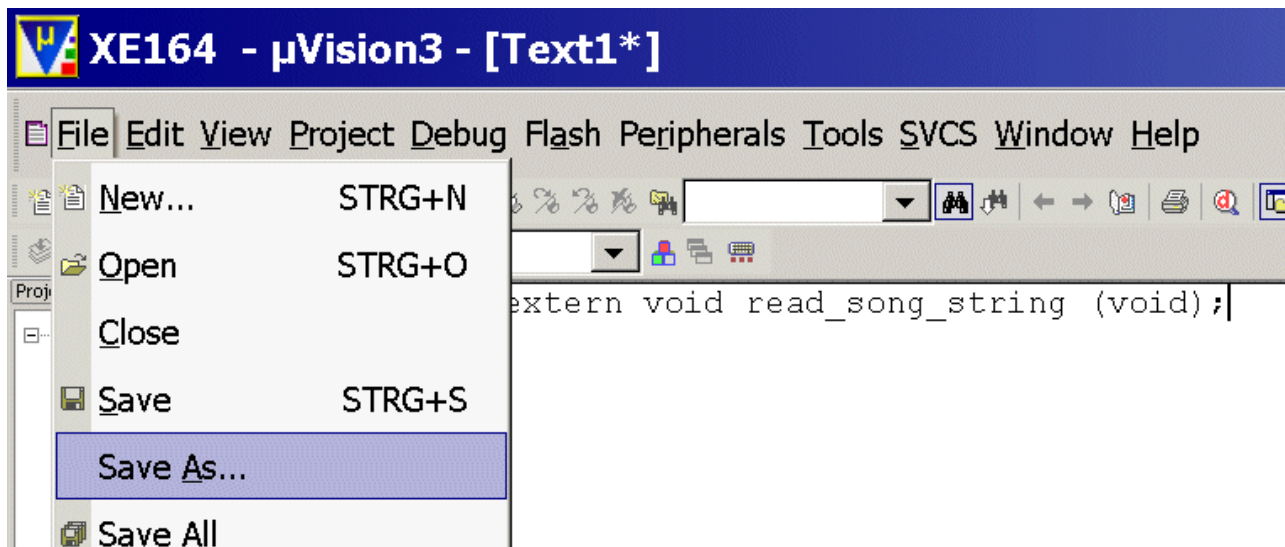 XE164 - µVision3 - [Text1*]
File Edit View Project Debug Flash Peripherals Tools SVCS Window Help
New... STRG+N
Open STRG+O
Proj
extern void read_song_string (void);
Close
Save STRG+S
Save As...
Save All